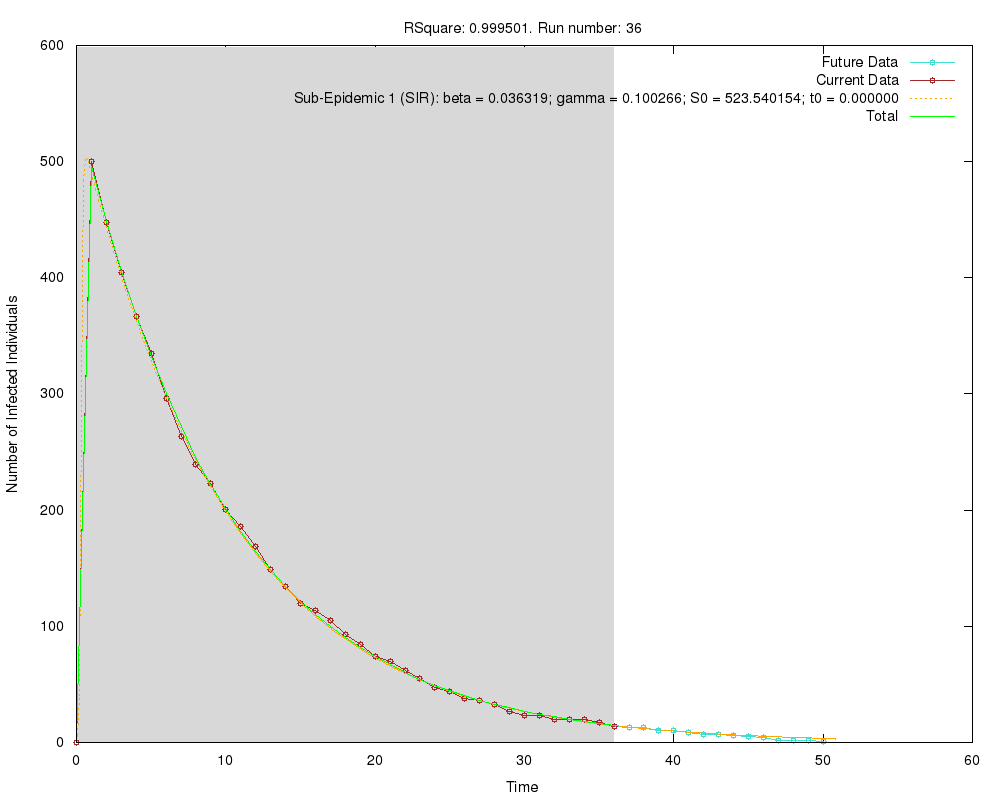 RSquare: 0.999501. Run number: 36
Future Data
Current Data
Sub-Epidemic 1 (SIR): beta = 0.036319; gamma = 0.100266; S0 = 523.540154; t0 = 0.000000
Total
600
500
400
300
200
100
0
Number of Infected Individuals
0 10 20 30 40 50 60
Time